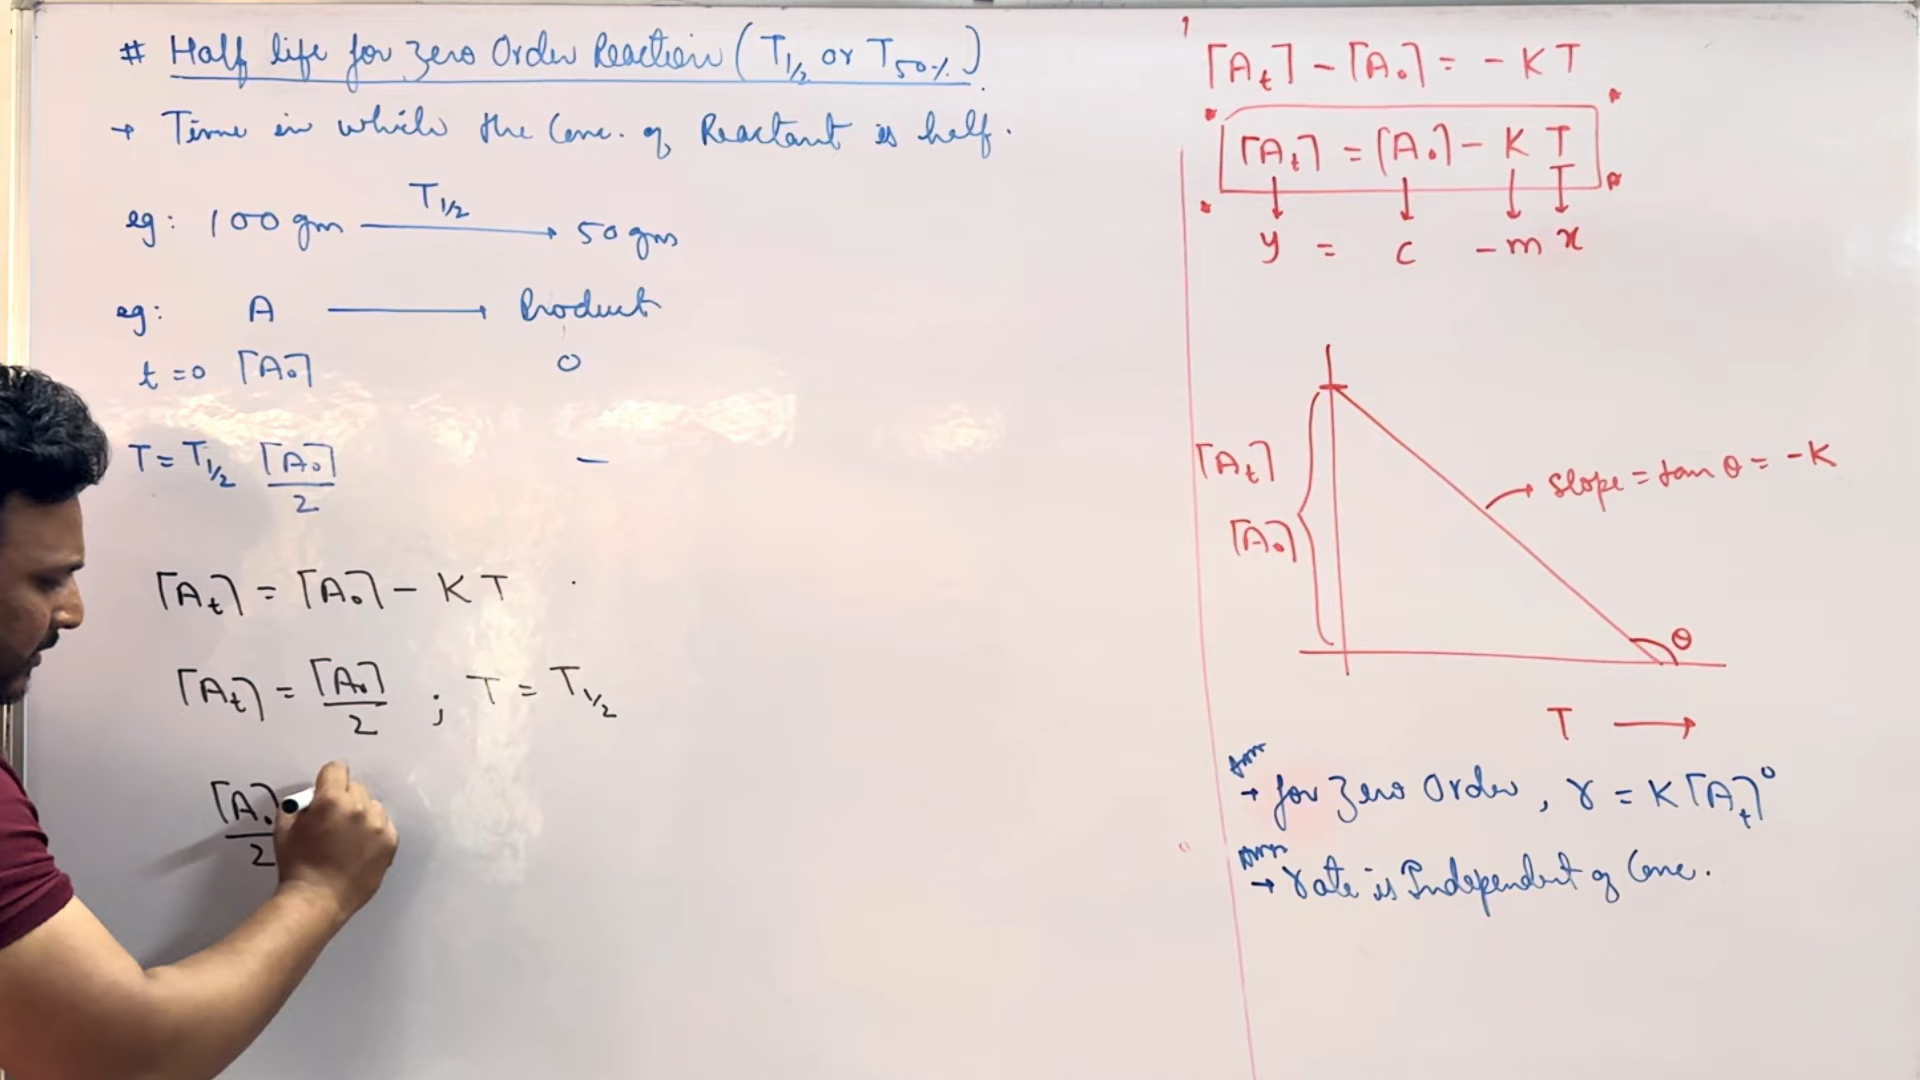 # Half life for Zero Order Reaction (T1/2 or T50%)
→ Time in which the Conc. of Reactant is half.
eg: 100 gm —T1/2→ 50 gm
eg: A ⟶ Product
t = 0 [A₀] 0
T = T1/2 [A₀]/2 —
[Aₜ] = [A₀] - K T
[Aₜ] = [A₀]/2 ; T = T1/2
[A₀]/2
[Aₜ] - [A₀] = - K T
[Aₜ] = [A₀] - K T
y = c - m x
[Aₜ]
[A₀]
slope = tan θ = - K
θ
T ⟶
→ for Zero Order, r = K[Aₜ]⁰
→ rate is Independent of Conc.